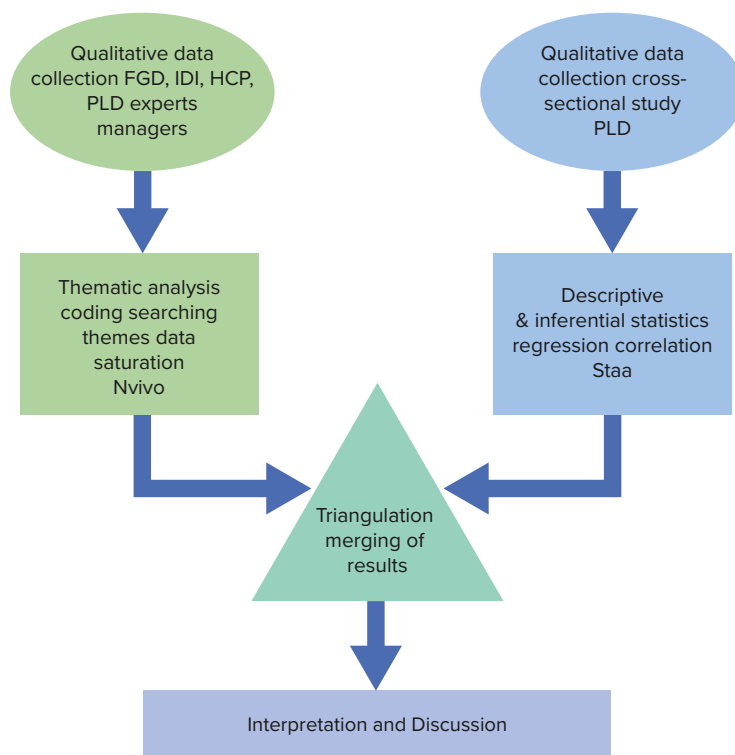 Qualitative data
collection FGD, IDI, HCP,
PLD experts
managers
Qualitative data
collection cross-
sectional study
PLD
Thematic analysis
coding searching
themes data
saturation
Nvivo
Descriptive
& inferential statistics
regression correlation
Staa
Triangulation
merging of
results
Interpretation and Discussion